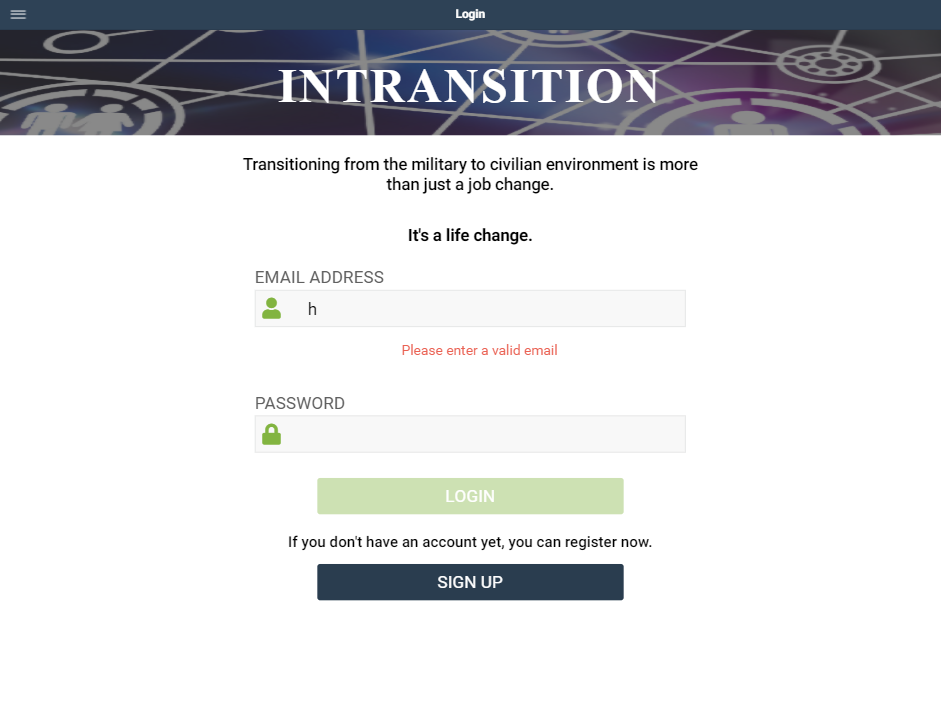 Login
INTRANSITION
Transitioning from the military to civilian environment is more
than just a job change.
It's a life change.
EMAIL ADDRESS
h
Please enter a valid email
PASSWORD
LOGIN
If you don't have an account yet, you can register now.
SIGN UP